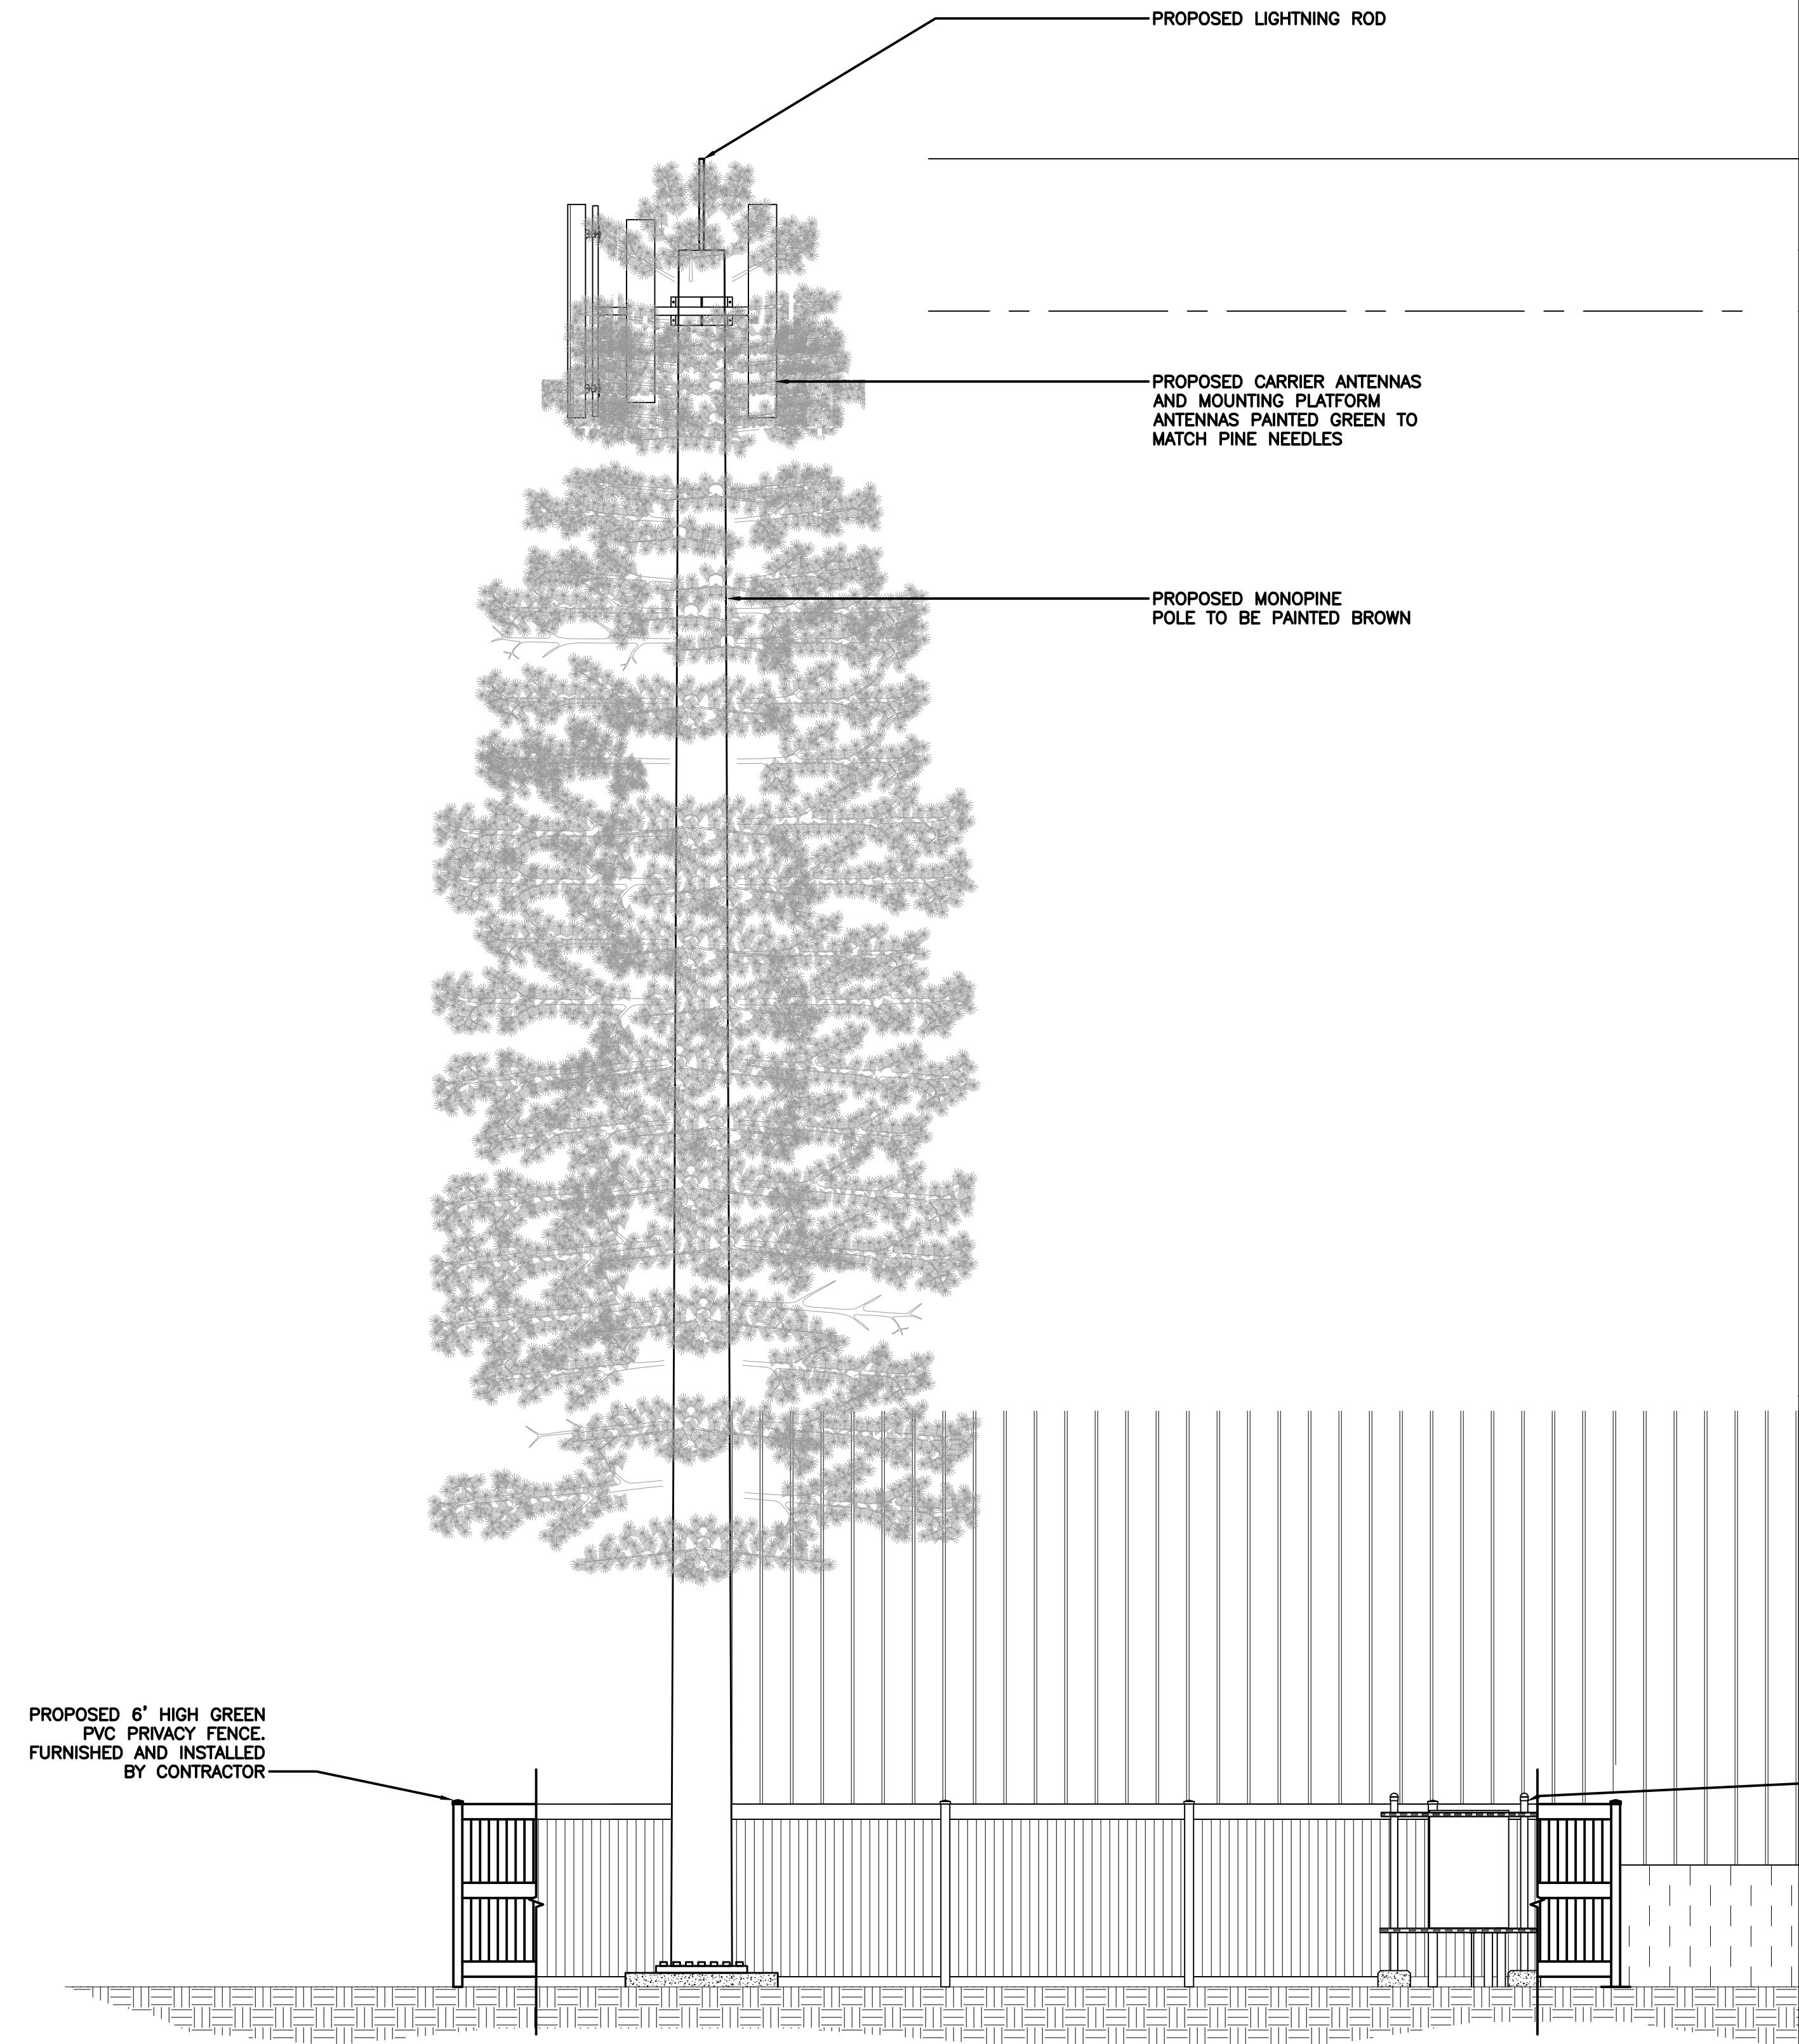 PROPOSED LIGHTNING ROD
PROPOSED CARRIER ANTENNAS
AND MOUNTING PLATFORM
ANTENNAS PAINTED GREEN TO
MATCH PINE NEEDLES
PROPOSED MONOPINE
POLE TO BE PAINTED BROWN
PROPOSED 6' HIGH GREEN
PVC PRIVACY FENCE.
FURNISHED AND INSTALLED
BY CONTRACTOR